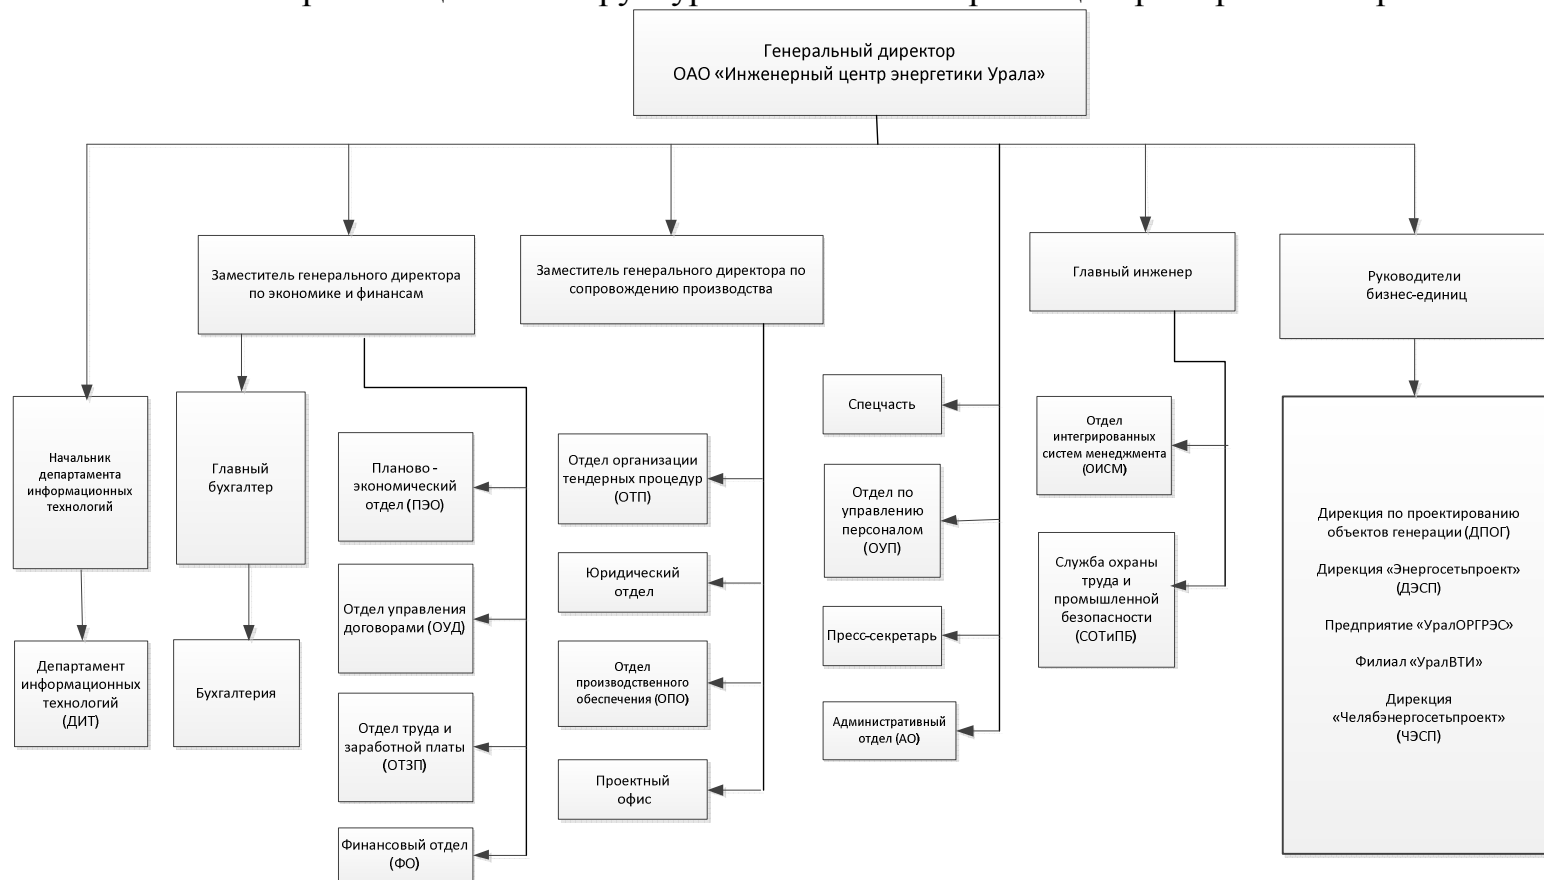 Генеральный директор
ОАО «Инженерный центр энергетики Урала»
Заместитель генерального директора
по экономике и финансам
Заместитель генерального директора по
сопровождению производства
Главный инженер
Руководители
бизнес-единиц
Начальник
департамента
информационных
технологий
Департамент
информационных
технологий
(ДИТ)
Главный
бухгалтер
Бухгалтерия
Планово -
экономический
отдел (ПЭО)
Отдел управления
договорами (ОУД)
Отдел труда и
заработной платы
(ОТЗП)
Финансовый отдел
(ФО)
Отдел организации
тендерных процедур
(ОТП)
Юридический
отдел
Отдел
производственного
обеспечения (ОПО)
Проектный
офис
Спецчасть
Отдел по
управлению
персоналом
(ОУП)
Пресс-секретарь
Административный
отдел (АО)
Отдел
интегрированных
систем менеджмента
(ОИСМ)
Служба охраны
труда и
промышленной
безопасности
(СОТиПБ)
Дирекция по проектированию
объектов генерации (ДПОГ)
Дирекция «Энергосетьпроект»
(ДЭСП)
Предприятие «УралОРГРЭС»
Филиал «УралВТИ»
Дирекция
«Челябэнергосетьпроект»
(ЧЭСП)